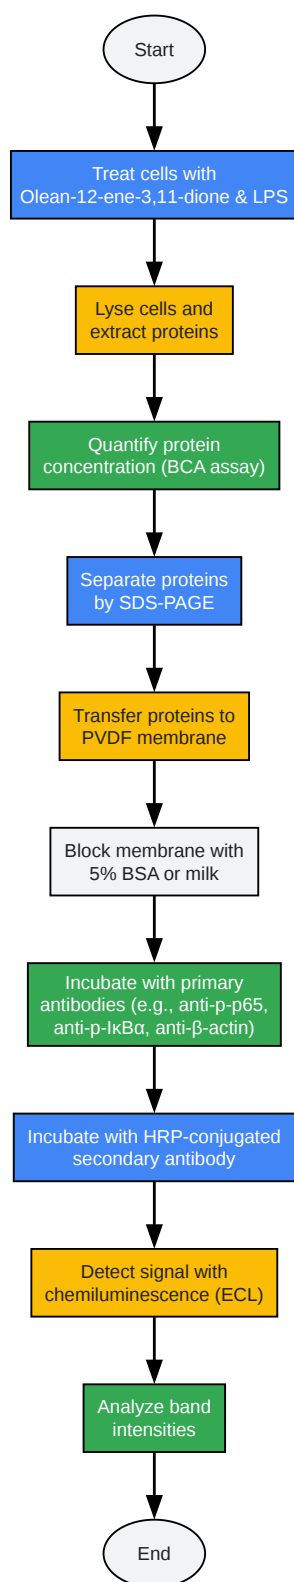 Start
Treat cells with
Olean-12-ene-3,11-dione & LPS
Lyse cells and
extract proteins
Quantify protein
concentration (BCA assay)
Separate proteins
by SDS-PAGE
Transfer proteins to
PVDF membrane
Block membrane with
5% BSA or milk
Incubate with primary
antibodies (e.g., anti-p-p65,
anti-p-IκBα, anti-β-actin)
Incubate with HRP-conjugated
secondary antibody
Detect signal with
chemiluminescence (ECL)
Analyze band
intensities
End